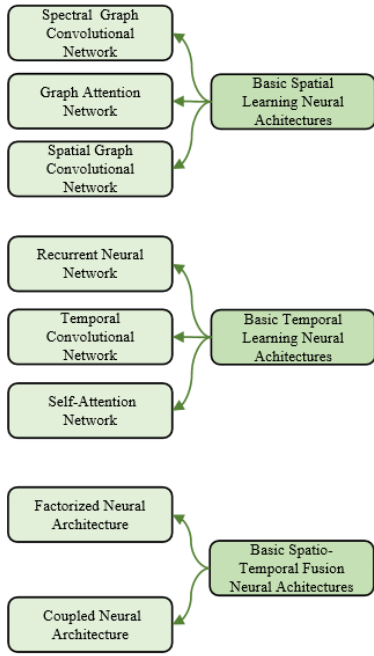 Spectral Graph
Convolutional
Network
Graph Attention
Network
Spatial Graph
Convolutional
Network
Basic Spatial
Learning Neural
Achitectures
Recurrent Neural
Network
Temporal
Convolutional
Network
Self-Attention
Network
Basic Temporal
Learning Neural
Achitectures
Factorized Neural
Architecture
Coupled Neural
Architecture
Basic Spatio-
Temporal Fusion
Neural Achitectures